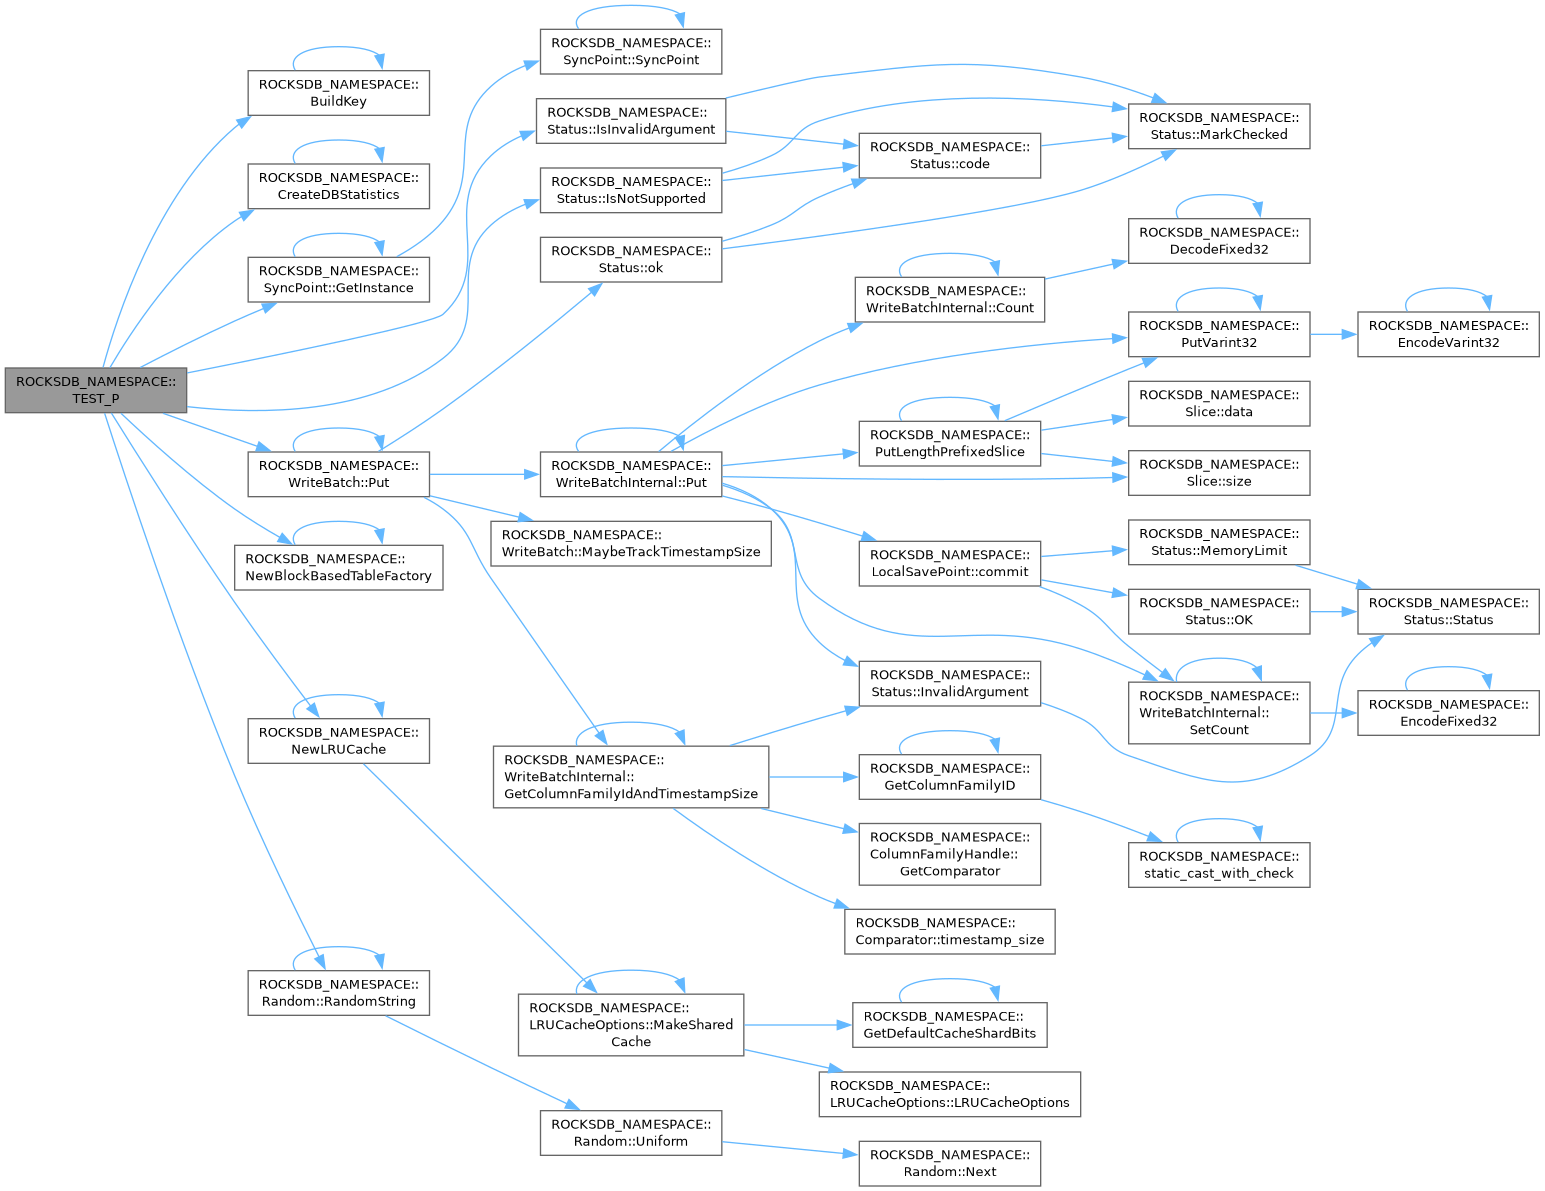 ROCKSDB_NAMESPACE::
TEST_P
ROCKSDB_NAMESPACE::
BuildKey
ROCKSDB_NAMESPACE::
CreateDBStatistics
ROCKSDB_NAMESPACE::
SyncPoint::GetInstance
ROCKSDB_NAMESPACE::
WriteBatch::Put
ROCKSDB_NAMESPACE::
NewBlockBasedTableFactory
ROCKSDB_NAMESPACE::
NewLRUCache
ROCKSDB_NAMESPACE::
Random::RandomString
ROCKSDB_NAMESPACE::
SyncPoint::SyncPoint
ROCKSDB_NAMESPACE::
Status::IsInvalidArgument
ROCKSDB_NAMESPACE::
Status::IsNotSupported
ROCKSDB_NAMESPACE::
Status::ok
ROCKSDB_NAMESPACE::
WriteBatchInternal::Put
ROCKSDB_NAMESPACE::
WriteBatch::MaybeTrackTimestampSize
ROCKSDB_NAMESPACE::
WriteBatchInternal::
GetColumnFamilyIdAndTimestampSize
ROCKSDB_NAMESPACE::
LRUCacheOptions::MakeShared
Cache
ROCKSDB_NAMESPACE::
Random::Uniform
ROCKSDB_NAMESPACE::
Status::code
ROCKSDB_NAMESPACE::
WriteBatchInternal::Count
ROCKSDB_NAMESPACE::
PutLengthPrefixedSlice
ROCKSDB_NAMESPACE::
LocalSavePoint::commit
ROCKSDB_NAMESPACE::
Status::InvalidArgument
ROCKSDB_NAMESPACE::
GetColumnFamilyID
ROCKSDB_NAMESPACE::
ColumnFamilyHandle::
GetComparator
ROCKSDB_NAMESPACE::
Comparator::timestamp_size
ROCKSDB_NAMESPACE::
GetDefaultCacheShardBits
ROCKSDB_NAMESPACE::
LRUCacheOptions::LRUCacheOptions
ROCKSDB_NAMESPACE::
Random::Next
ROCKSDB_NAMESPACE::
Status::MarkChecked
ROCKSDB_NAMESPACE::
DecodeFixed32
ROCKSDB_NAMESPACE::
PutVarint32
ROCKSDB_NAMESPACE::
Slice::data
ROCKSDB_NAMESPACE::
Slice::size
ROCKSDB_NAMESPACE::
Status::MemoryLimit
ROCKSDB_NAMESPACE::
Status::OK
ROCKSDB_NAMESPACE::
WriteBatchInternal::
SetCount
ROCKSDB_NAMESPACE::
static_cast_with_check
ROCKSDB_NAMESPACE::
EncodeVarint32
ROCKSDB_NAMESPACE::
Status::Status
ROCKSDB_NAMESPACE::
EncodeFixed32